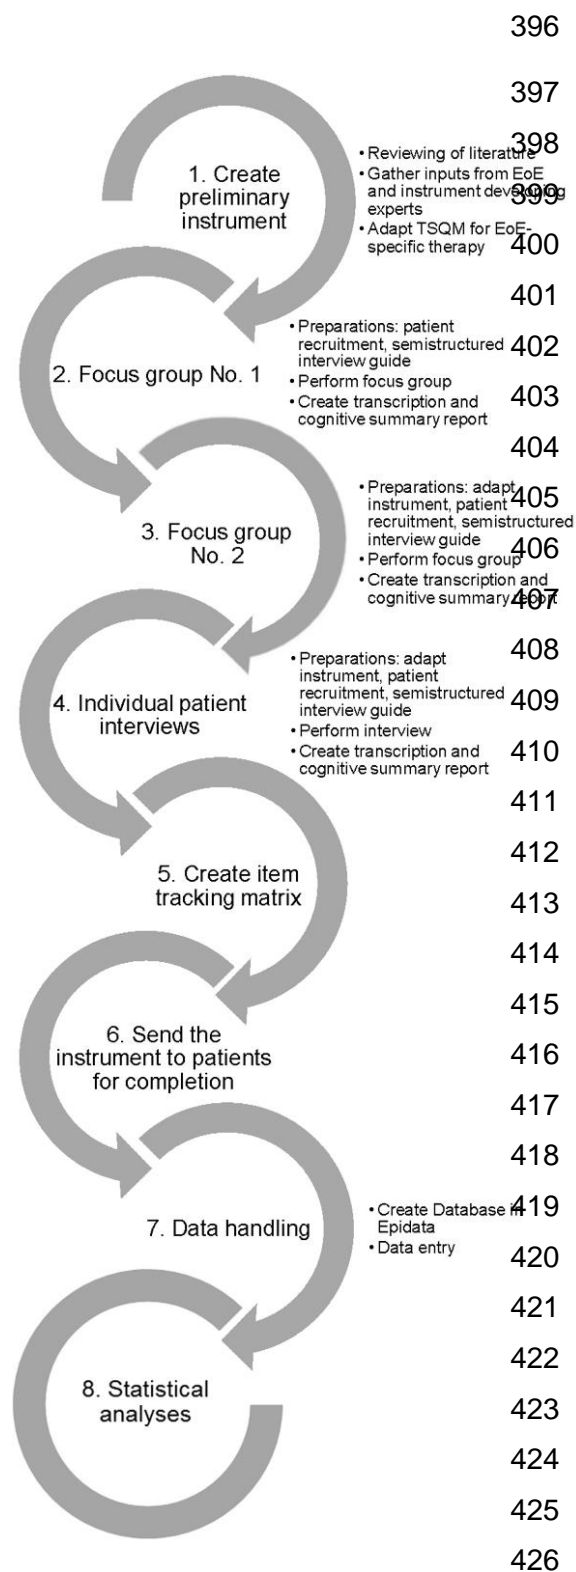 396
397
1. Create
preliminary
instrument
398
• Reviewing of literature
• Gather inputs from EoE
and instrument developing
experts
399
• Adapt TSQM for EoE-
specific therapy
400
401
2. Focus group No. 1
• Preparations: patient
recruitment, semistructured
interview guide
402
• Perform focus group
• Create transcription and
cognitive summary report
403
404
3. Focus group
No. 2
• Preparations: adapt
instrument, patient
recruitment, semistructured
interview guide
405
• Perform focus group
406
• Create transcription and
cognitive summary report
407
408
4. Individual patient
interviews
• Preparations: adapt
instrument, patient
recruitment, semistructured
interview guide
409
• Perform interview
• Create transcription and
cognitive summary report
410
411
5. Create item
tracking matrix
412
413
414
415
6. Send the
instrument to patients
for completion
416
417
418
7. Data handling
• Create Database in
Epidata
• Data entry
419
420
421
422
8. Statistical
analyses
423
424
425
426